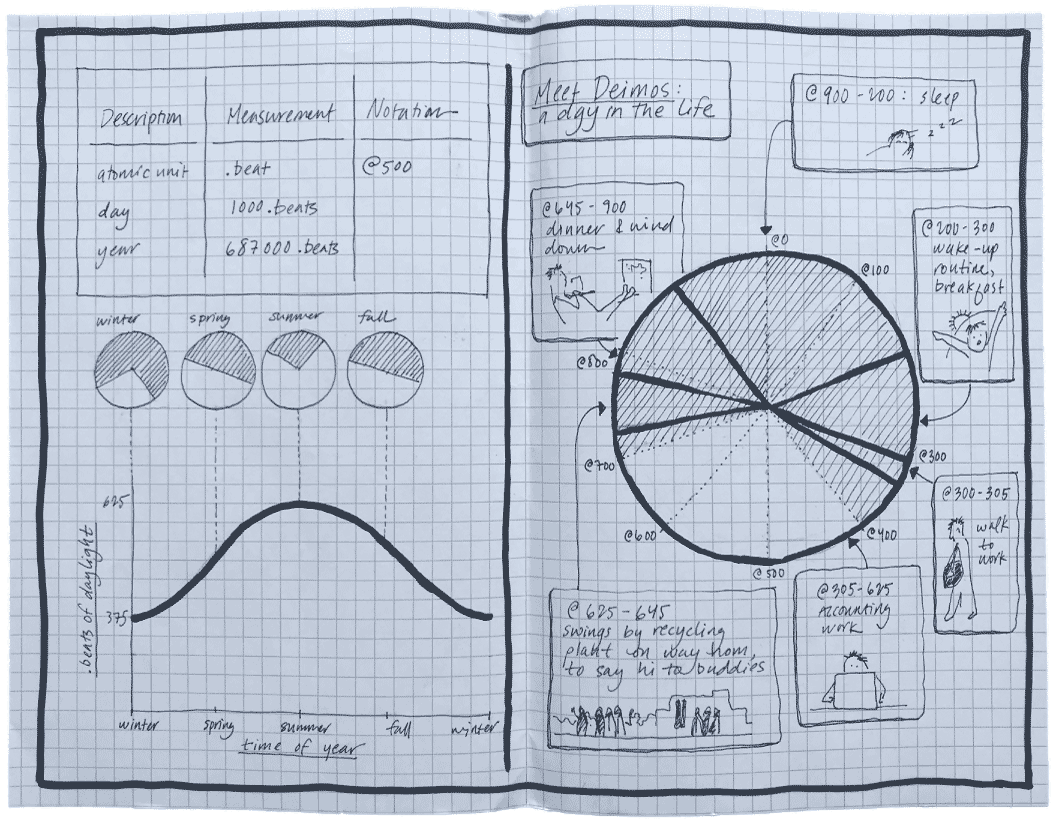 Description Measurement Notation
atomic unit .beat @500
day 1000 .beats
year 687000 .beats
winter spring summer fall
625
375
.beats of daylight
winter spring summer fall winter
time of year
Meet Deimos:
a day in the life
@900-200: sleep
z z z
@645-900
dinner & wind
down
@200-300
wake-up
routine,
breakfast
@0
@100
@300
@400
@500
@600
@700
@800
@300-305
walk
to
work
@305-625
Accounting
work
@625-645
swings by recycling
plant on way hom,
to say hi to buddies